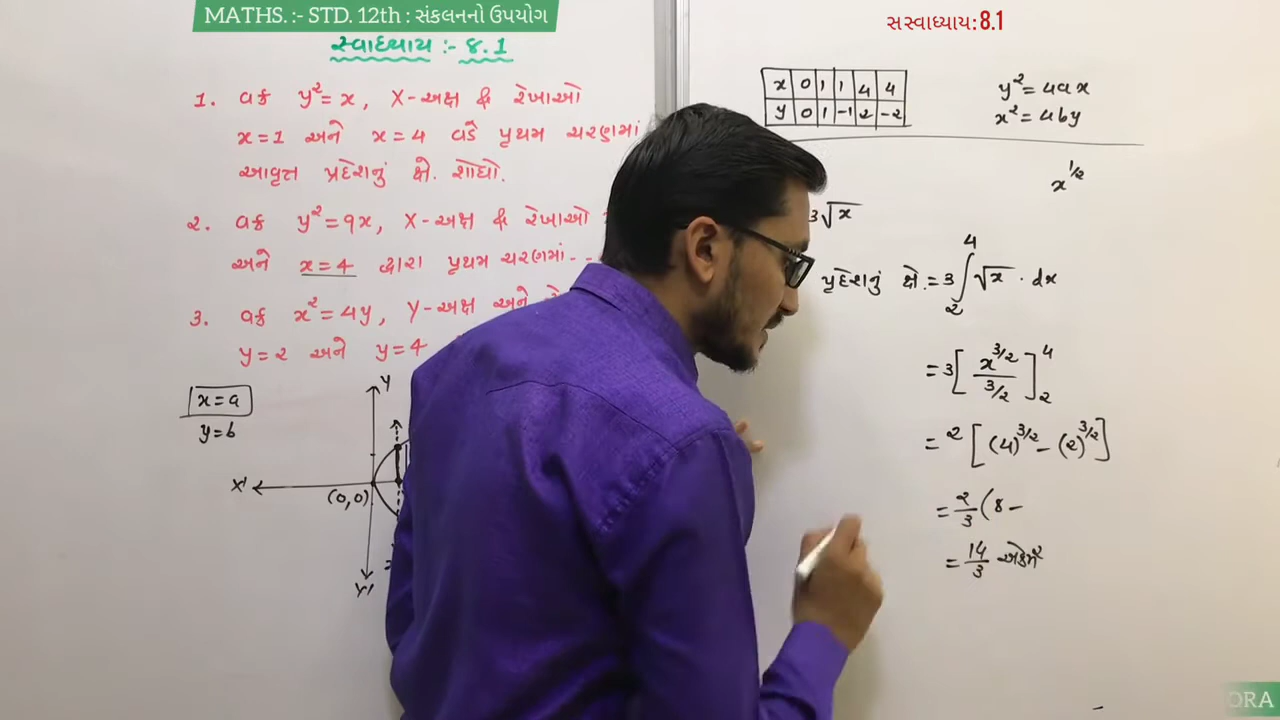 MATHS. :- STD. 12th : સંકલનનો ઉપયોગ
સ્વાધ્યાય :- 8.1
1. વક્ર y² = x, X-અક્ષ & રેખાઓ
x = 1 અને x = 4 વડે પ્રથમ ચરણમાં
આવૃત્ત પ્રદેશનું ક્ષે. શોધો.
૨. વક્ર y² = 9x, X-અક્ષ & રેખાઓ
અને x = 4 દ્વારા પ્રથમ ચરણમાં - -
3. વક્ર x² = 4y, Y-અક્ષ અને
y = ૨ અને y = 4
x = a
y = b
Y
X'
(0,0)
Y'
સ સ્વાધ્યાય: 8.1
x 0 1 1 4 4
y 0 1 -1 2 -2
y² = 4ax
x² = 4by
x^1/2
3√x
પ્રદેશનું ક્ષે. = 3 ∫₂⁴ √x . dx
= 3 [ x^3/2 / 3/2 ]₂⁴
= 2 [ (4)^3/2 - (2)^3/2 ]
= 2/3 (8 -
= 14/3 એકમ²
ORA